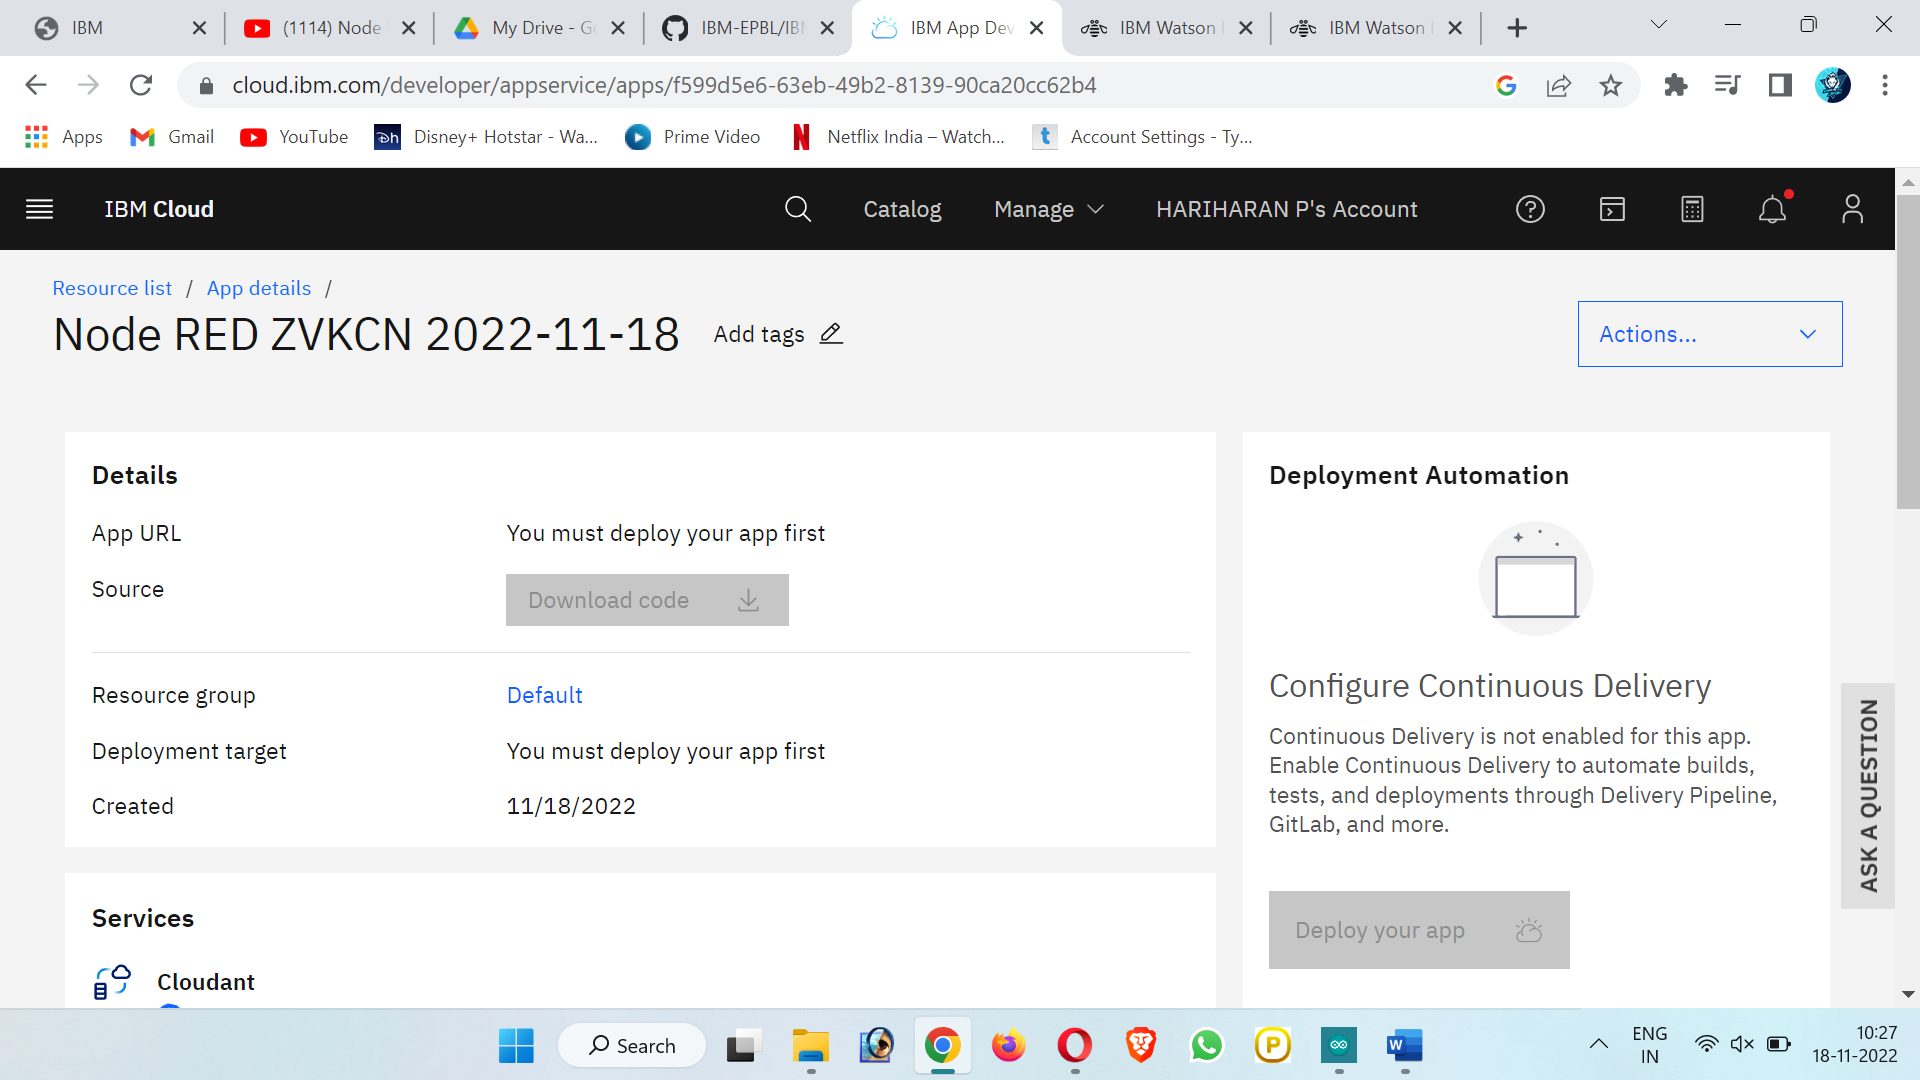 IBM
(1114) Node
My Drive - Go
IBM-EPBL/IBM
IBM App Dev
IBM Watson
IBM Watson
cloud.ibm.com/developer/appservice/apps/f599d5e6-63eb-49b2-8139-90ca20cc62b4
Apps
Gmail
YouTube
Disney+ Hotstar - Wa...
Prime Video
Netflix India – Watch...
Account Settings - Ty...
IBM Cloud
Catalog
Manage
HARIHARAN P's Account
Resource list / App details /
Node RED ZVKCN 2022-11-18
Add tags
Actions...
Details
App URL
You must deploy your app first
Source
Download code
Resource group
Default
Deployment target
You must deploy your app first
Created
11/18/2022
Services
Cloudant
Deployment Automation
Configure Continuous Delivery
Continuous Delivery is not enabled for this app.
Enable Continuous Delivery to automate builds,
tests, and deployments through Delivery Pipeline,
GitLab, and more.
Deploy your app
ASK A QUESTION
Search
ENG
IN
10:27
18-11-2022